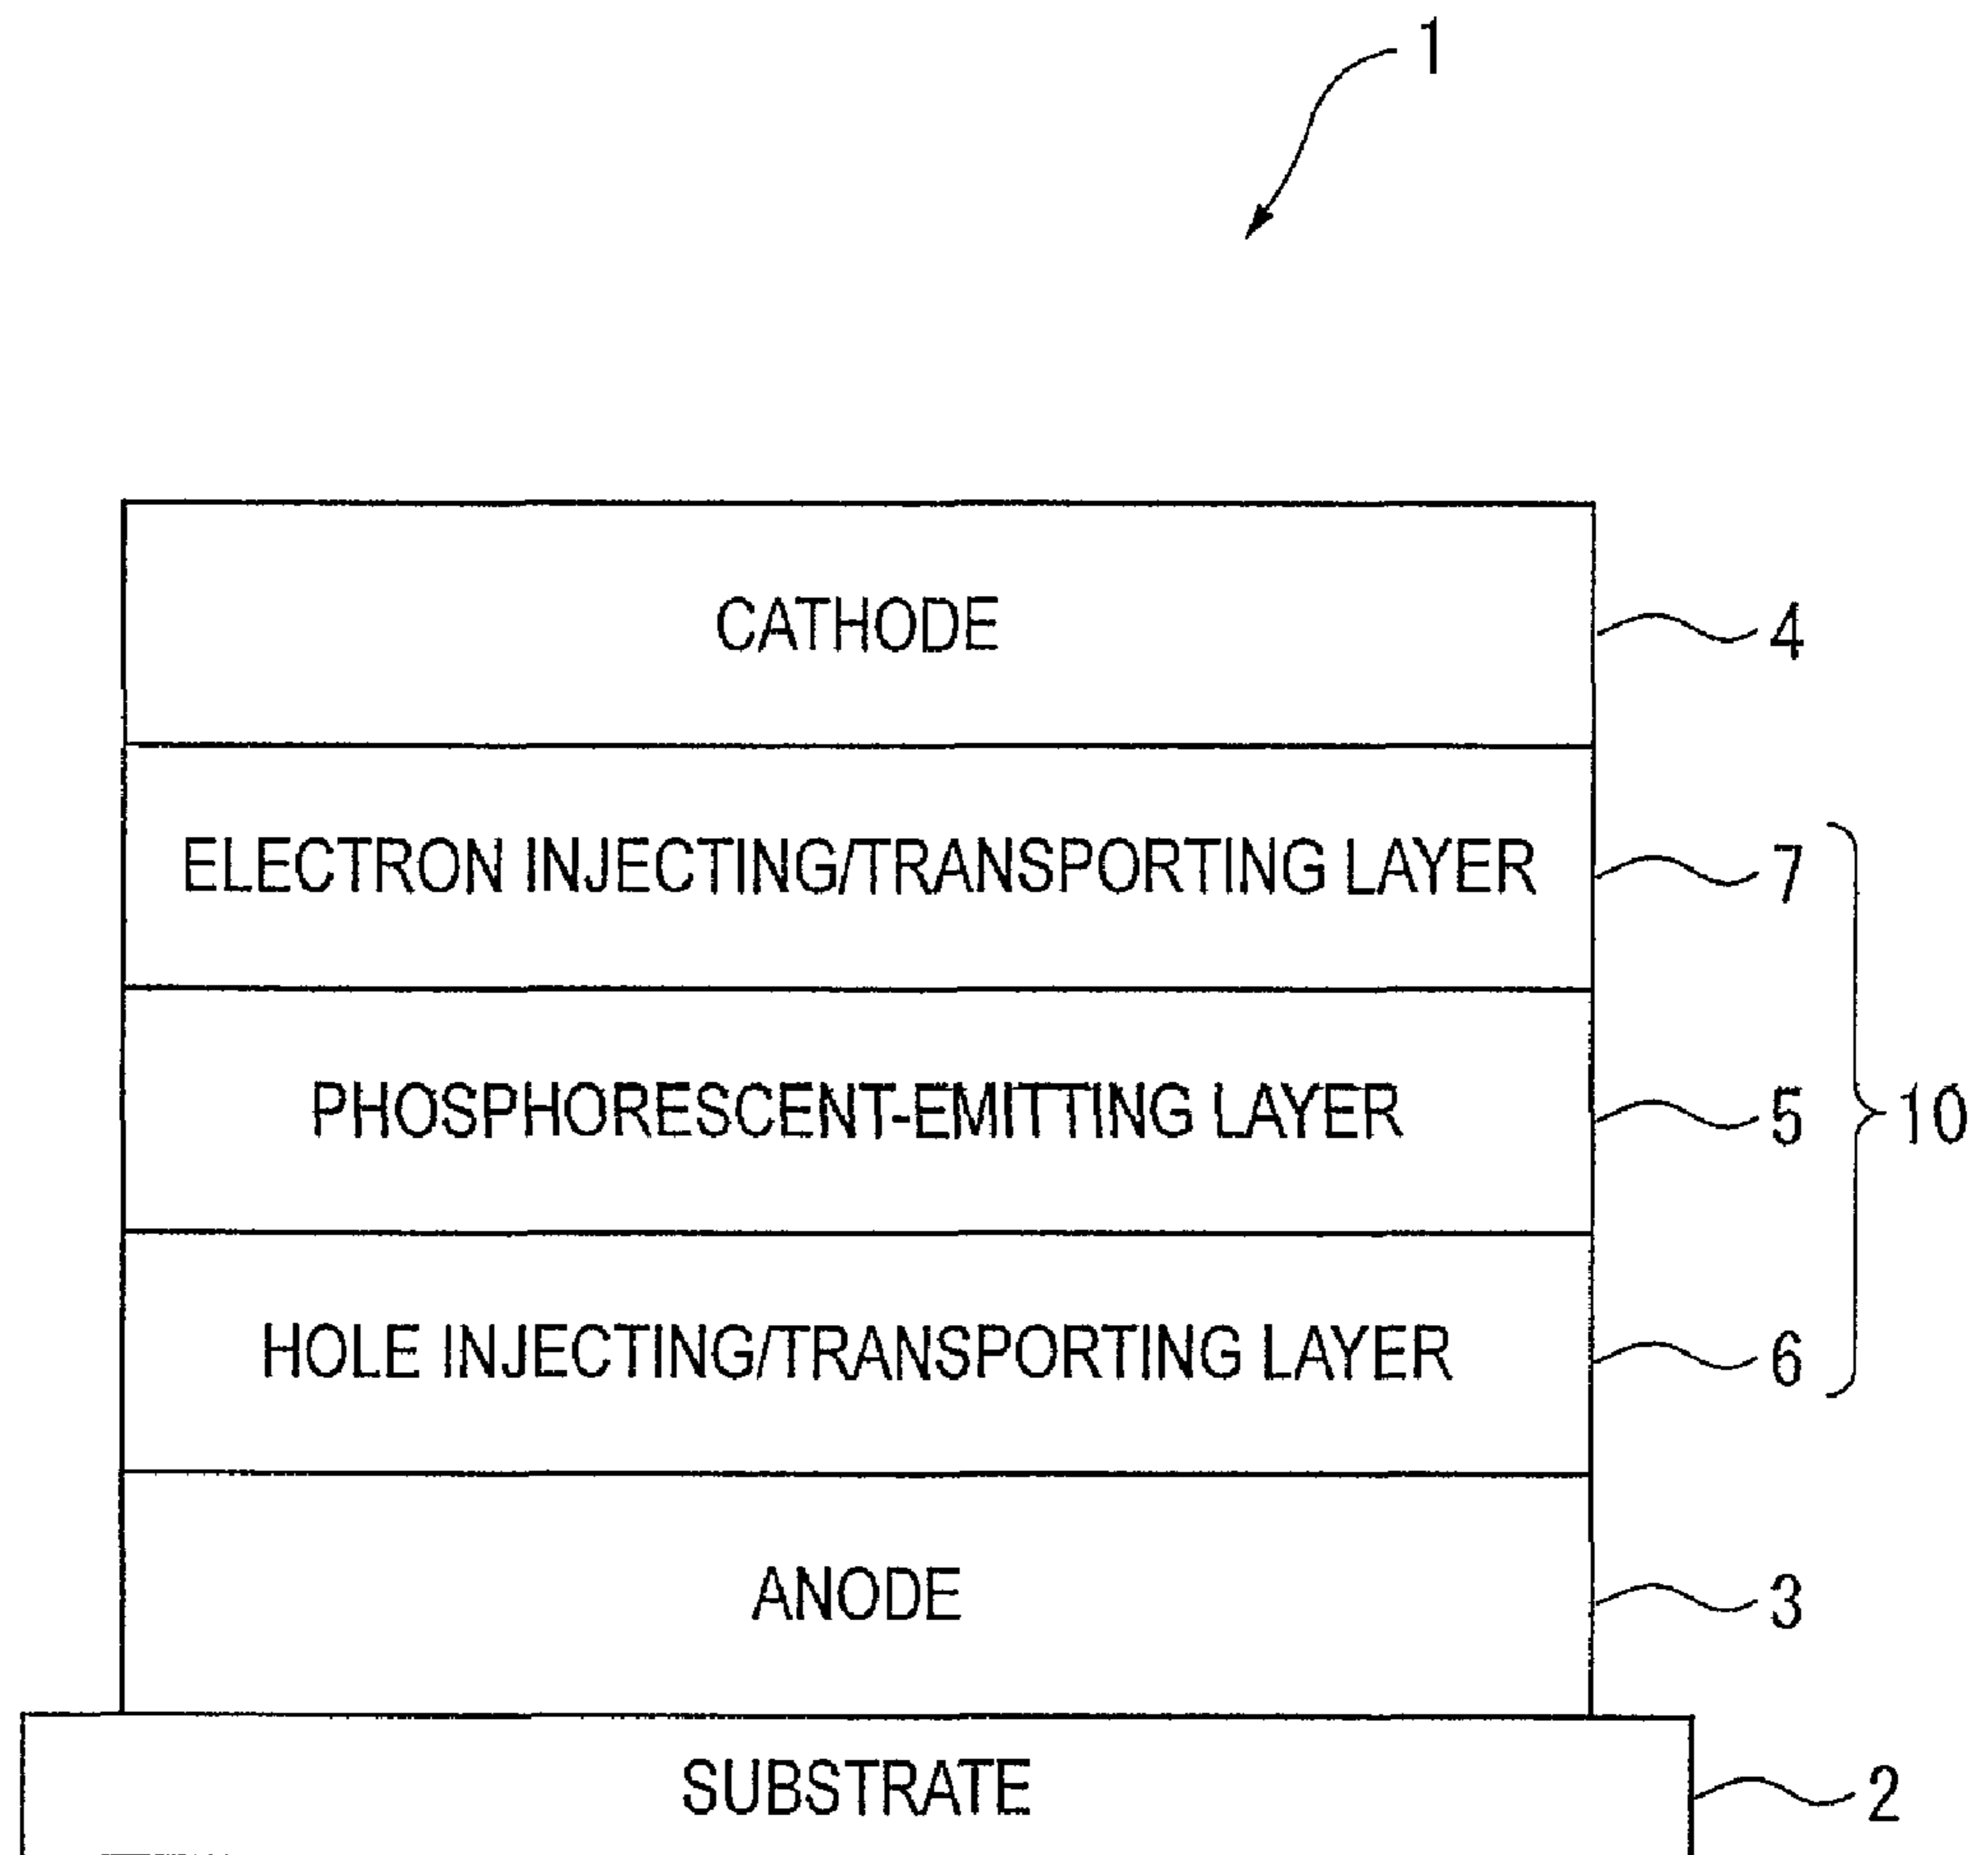 1
CATHODE 4
ELECTRON INJECTING/TRANSPORTING LAYER 7
PHOSPHORESCENT-EMITTING LAYER 5 10
HOLE INJECTING/TRANSPORTING LAYER 6
ANODE 3
SUBSTRATE 2